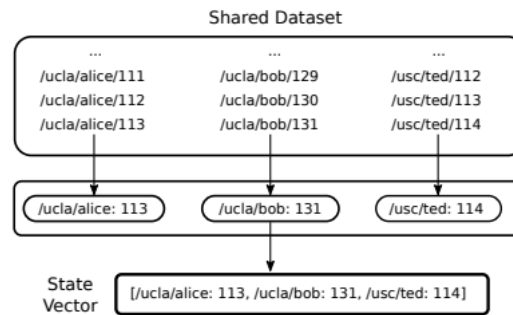 Shared Dataset
... ... ...
/ucla/alice/111 /ucla/bob/129 /usc/ted/112
/ucla/alice/112 /ucla/bob/130 /usc/ted/113
/ucla/alice/113 /ucla/bob/131 /usc/ted/114
/ucla/alice: 113 /ucla/bob: 131 /usc/ted: 114
State
Vector
[/ucla/alice: 113, /ucla/bob: 131, /usc/ted: 114]